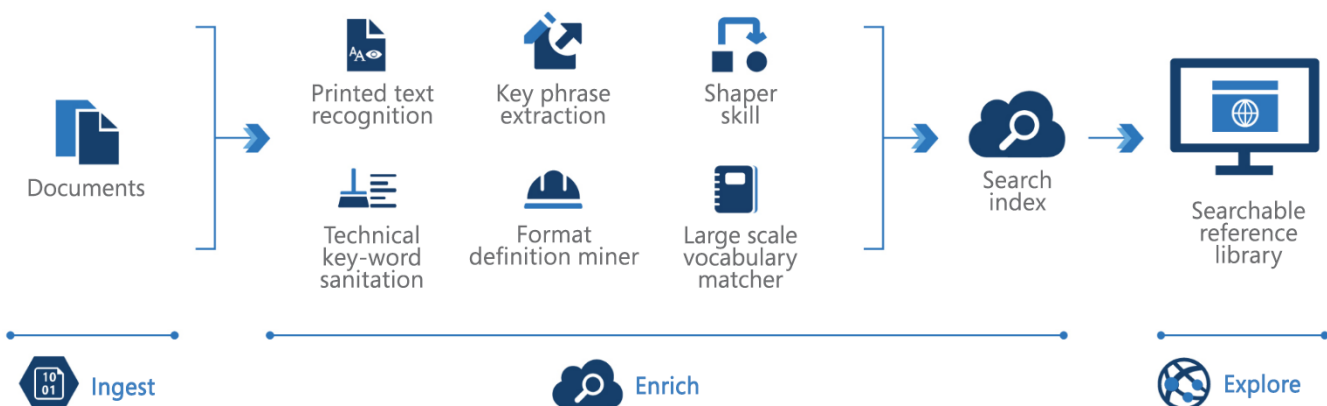 AA
Printed text
recognition
Key phrase
extraction
Shaper
skill
Documents
Technical
key-word
sanitation
Format
definition miner
Large scale
vocabulary
matcher
Search
index
Searchable
reference
library
10
01
Ingest
Enrich
Explore